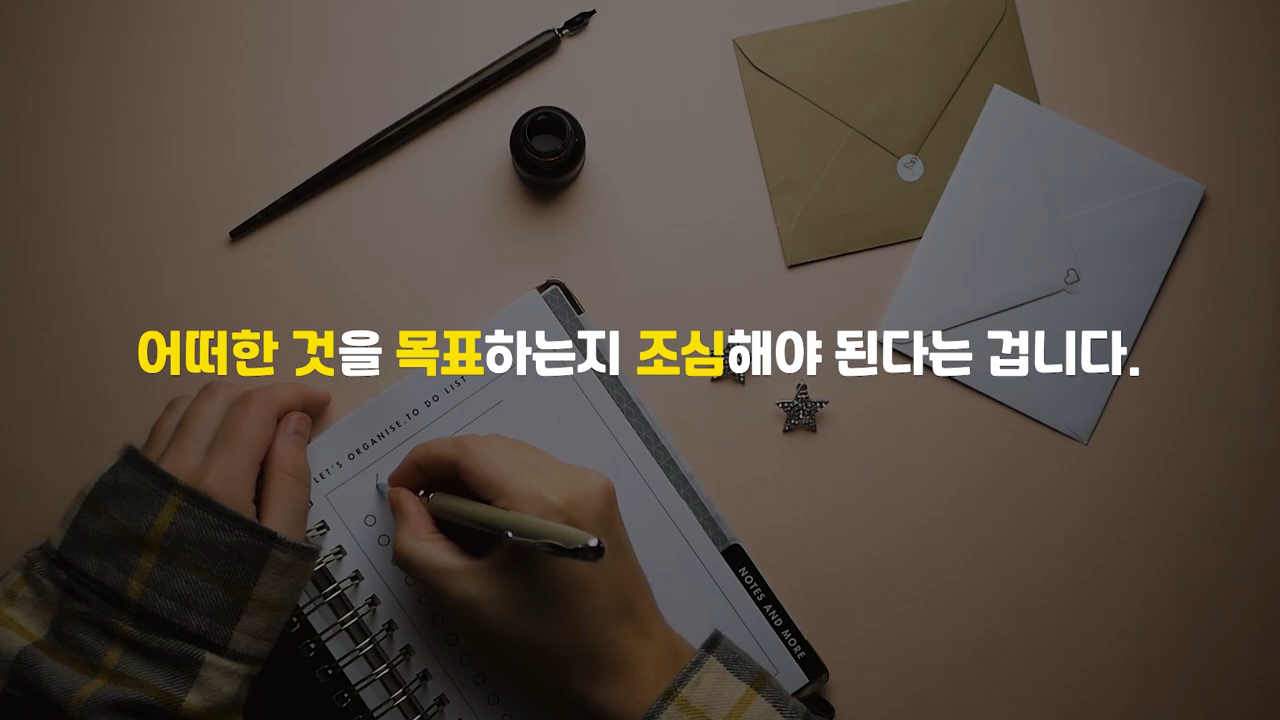 어떠한 것을 목표하는지 조심해야 된다는 겁니다.
LET'S ORGANISE.TO DO LIST
NOTES AND MORE